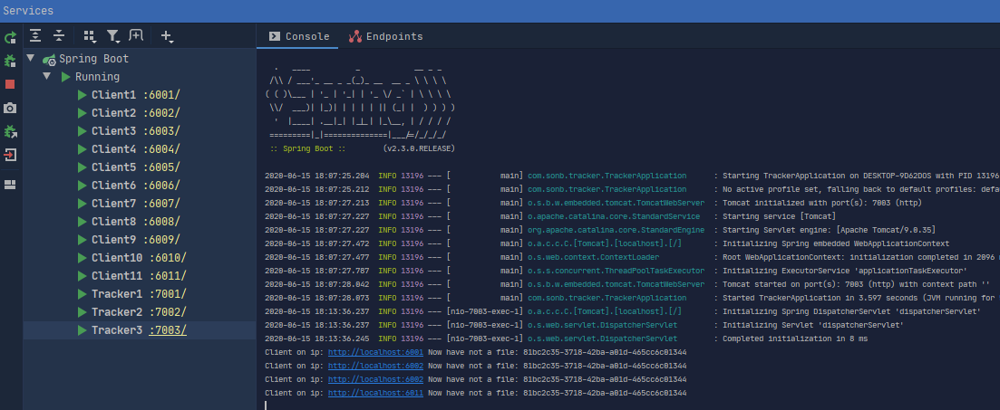 Services
Console Endpoints
Spring Boot
Running
Client1 :6001/
Client2 :6002/
Client3 :6003/
Client4 :6004/
Client5 :6005/
Client6 :6006/
Client7 :6007/
Client8 :6008/
Client9 :6009/
Client10 :6010/
Client11 :6011/
Tracker1 :7001/
Tracker2 :7002/
Tracker3 :7003/
  .   ____          _            __ _ _
 /\\ / ___'_ __ _ _(_)_ __  __ _ \ \ \ \
( ( )\___ | '_ | '_| | '_ \/ _` | \ \ \ \
 \\/  ___)| |_)| | | | | || (_| |  ) ) ) )
  '  |____| .__|_| |_|_| |_\__, | / / / /
 =========|_|==============|___/=/_/_/_/
 :: Spring Boot ::        (v2.3.0.RELEASE)
2020-06-15 18:07:25.204  INFO 13196 --- [           main] com.sonb.tracker.TrackerApplication      : Starting TrackerApplication on DESKTOP-9D62DOS with PID 13196
2020-06-15 18:07:25.212  INFO 13196 --- [           main] com.sonb.tracker.TrackerApplication      : No active profile set, falling back to default profiles: defa
2020-06-15 18:07:27.213  INFO 13196 --- [           main] o.s.b.w.embedded.tomcat.TomcatWebServer  : Tomcat initialized with port(s): 7003 (http)
2020-06-15 18:07:27.227  INFO 13196 --- [           main] o.apache.catalina.core.StandardService   : Starting service [Tomcat]
2020-06-15 18:07:27.227  INFO 13196 --- [           main] org.apache.catalina.core.StandardEngine  : Starting Servlet engine: [Apache Tomcat/9.0.35]
2020-06-15 18:07:27.472  INFO 13196 --- [           main] o.a.c.c.C.[Tomcat].[localhost].[/]       : Initializing Spring embedded WebApplicationContext
2020-06-15 18:07:27.477  INFO 13196 --- [           main] o.s.web.context.ContextLoader            : Root WebApplicationContext: initialization completed in 2096
2020-06-15 18:07:27.787  INFO 13196 --- [           main] o.s.s.concurrent.ThreadPoolTaskExecutor  : Initializing ExecutorService 'applicationTaskExecutor'
2020-06-15 18:07:28.042  INFO 13196 --- [           main] o.s.b.w.embedded.tomcat.TomcatWebServer  : Tomcat started on port(s): 7003 (http) with context path ''
2020-06-15 18:07:28.073  INFO 13196 --- [           main] com.sonb.tracker.TrackerApplication      : Started TrackerApplication in 3.597 seconds (JVM running for
2020-06-15 18:13:36.237  INFO 13196 --- [nio-7003-exec-1] o.a.c.c.C.[Tomcat].[localhost].[/]       : Initializing Spring DispatcherServlet 'dispatcherServlet'
2020-06-15 18:13:36.237  INFO 13196 --- [nio-7003-exec-1] o.s.web.servlet.DispatcherServlet        : Initializing Servlet 'dispatcherServlet'
2020-06-15 18:13:36.245  INFO 13196 --- [nio-7003-exec-1] o.s.web.servlet.DispatcherServlet        : Completed initialization in 8 ms
Client on ip: http://localhost:6001 Now have not a file: 81bc2c35-3718-42ba-a01d-465cc6c01344
Client on ip: http://localhost:6002 Now have not a file: 81bc2c35-3718-42ba-a01d-465cc6c01344
Client on ip: http://localhost:6002 Now have not a file: 81bc2c35-3718-42ba-a01d-465cc6c01344
Client on ip: http://localhost:6011 Now have not a file: 81bc2c35-3718-42ba-a01d-465cc6c01344